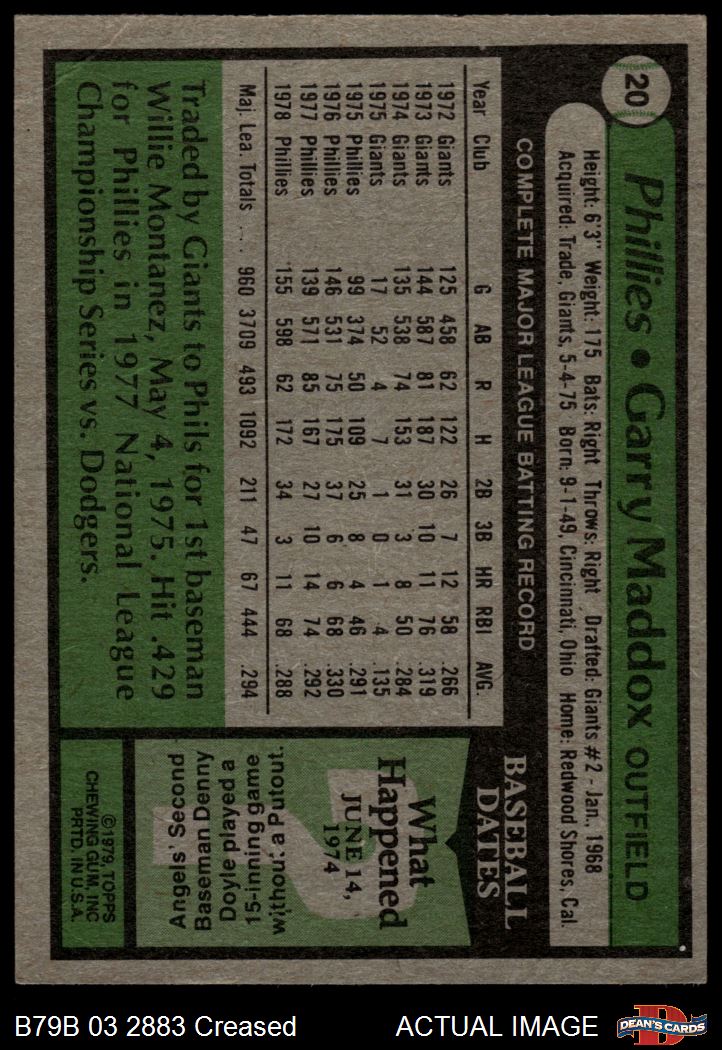 20
Phillies • Garry Maddox OUTFIELD
Height: 6'3" Weight: 175 Bats: Right Throws: Right Drafted: Giants #2 - Jan., 1968
Acquired: Trade, Giants, 5-4-75 Born: 9-1-49, Cincinnati, Ohio Home: Redwood Shores, Cal.
COMPLETE MAJOR LEAGUE BATTING RECORD
Year Club G AB R H 2B 3B HR RBI AVG.
1972 Giants 125 458 62 122 26 7 12 58 .266
1973 Giants 144 587 81 187 30 10 11 76 .319
1974 Giants 135 538 74 153 31 3 8 50 .284
1975 Giants 17 52 4 7 1 0 1 4 .135
1975 Phillies 99 374 50 109 25 8 4 46 .291
1976 Phillies 146 531 75 175 37 6 6 68 .330
1977 Phillies 139 571 85 167 27 10 14 74 .292
1978 Phillies 155 598 62 172 34 3 11 68 .288
Maj. Lea. Totals . . 960 3709 493 1092 211 47 67 444 .294
Traded by Giants to Phils for 1st baseman
Willie Montanez, May 4, 1975. Hit .429
for Phillies in 1977 National League
Championship Series vs. Dodgers.
BASEBALL
DATES
What
Happened
JUNE 14,
1974
?
Angels' Second
Baseman Denny
Doyle played a
15-inning game
without a Putout.
©1979, TOPPS
CHEWING GUM, INC
PRTD. IN U.S.A.
B79B 03 2883 Creased
ACTUAL IMAGE
D
DEAN'S CARDS